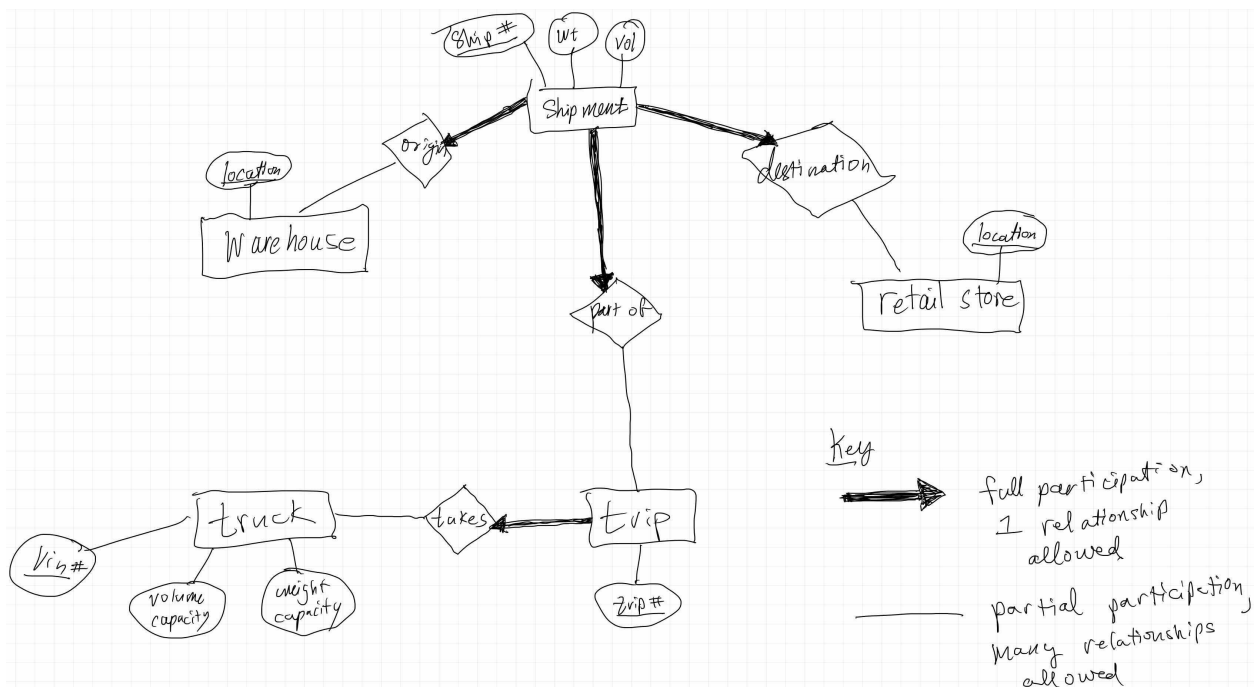 ship #
wt
vol
Shipment
origin
destination
location
Warehouse
location
retail store
part of
Key
full participation,
1 relationship
allowed
truck
takes
trip
Vin #
volume
capacity
weight
capacity
trip #
partial participation,
many relationships
allowed